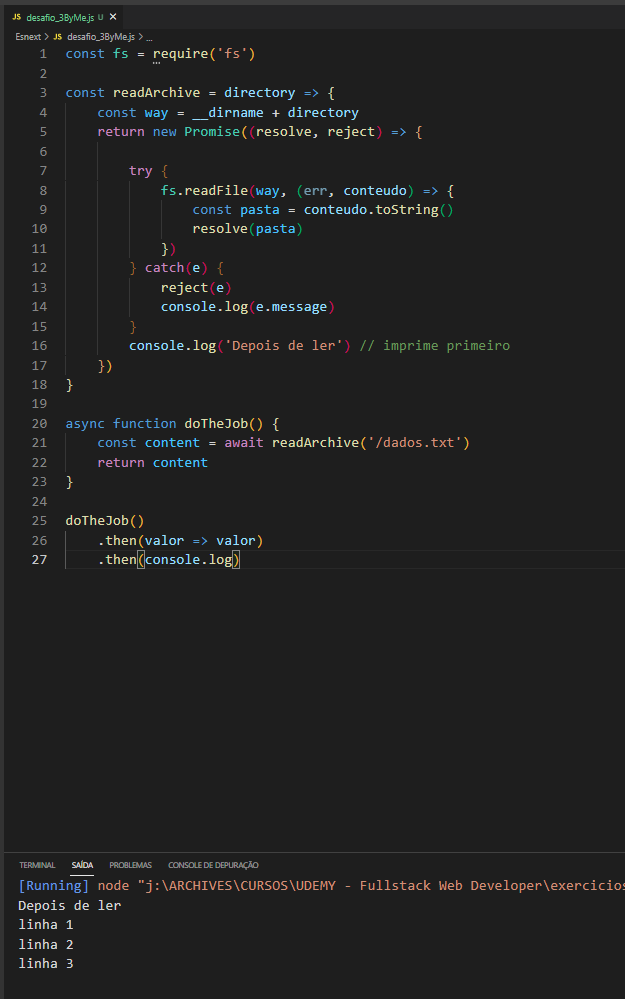 JS desafio_3ByMe.js U ×
Esnext > JS desafio_3ByMe.js > ...
1 const fs = require('fs')
2
3 const readArchive = directory => {
4 const way = __dirname + directory
5 return new Promise((resolve, reject) => {
6
7 try {
8 fs.readFile(way, (err, conteudo) => {
9 const pasta = conteudo.toString()
10 resolve(pasta)
11 })
12 } catch(e) {
13 reject(e)
14 console.log(e.message)
15 }
16 console.log('Depois de ler') // imprime primeiro
17 })
18 }
19
20 async function doTheJob() {
21 const content = await readArchive('/dados.txt')
22 return content
23 }
24
25 doTheJob()
26 .then(valor => valor)
27 .then(console.log)
TERMINAL SAÍDA PROBLEMAS CONSOLE DE DEPURAÇÃO
[Running] node "j:\ARCHIVES\CURSOS\UDEMY - Fullstack Web Developer\exercicios
Depois de ler
linha 1
linha 2
linha 3